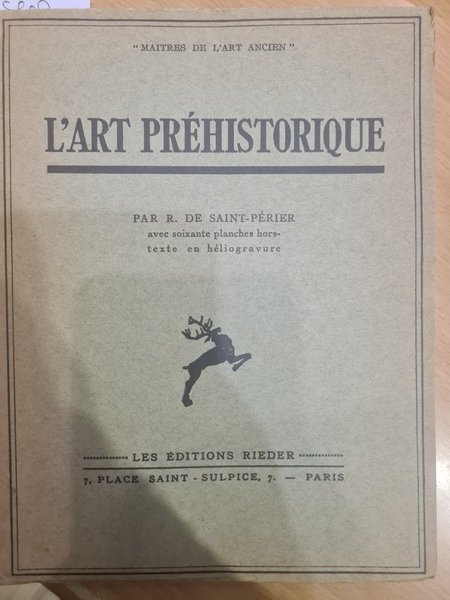 "MAITRES DE L'ART ANCIEN"
L'ART PRÉHISTORIQUE
PAR R. DE SAINT-PÉRIER
avec soixante planches hors-
texte en héliogravure
LES ÉDITIONS RIEDER
7, PLACE SAINT-SULPICE, 7. — PARIS